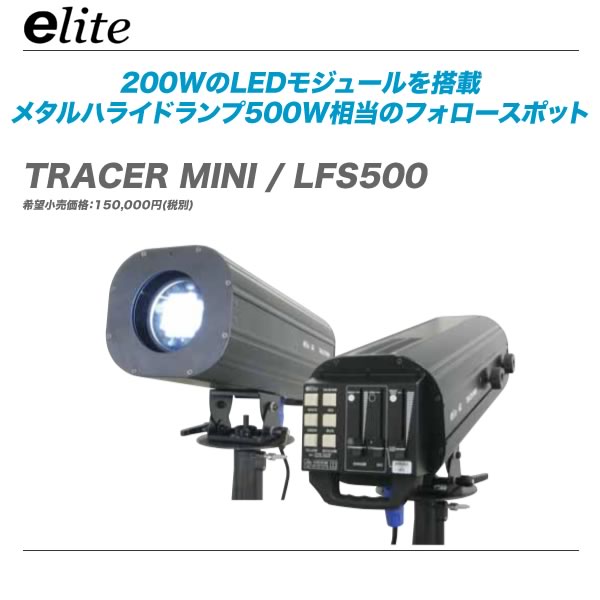 elite
200WのLEDモジュールを搭載
メタルハライドランプ500W相当のフォロースポット
TRACER MINI / LFS500
希望小売価格：150,000円(税別)
elite